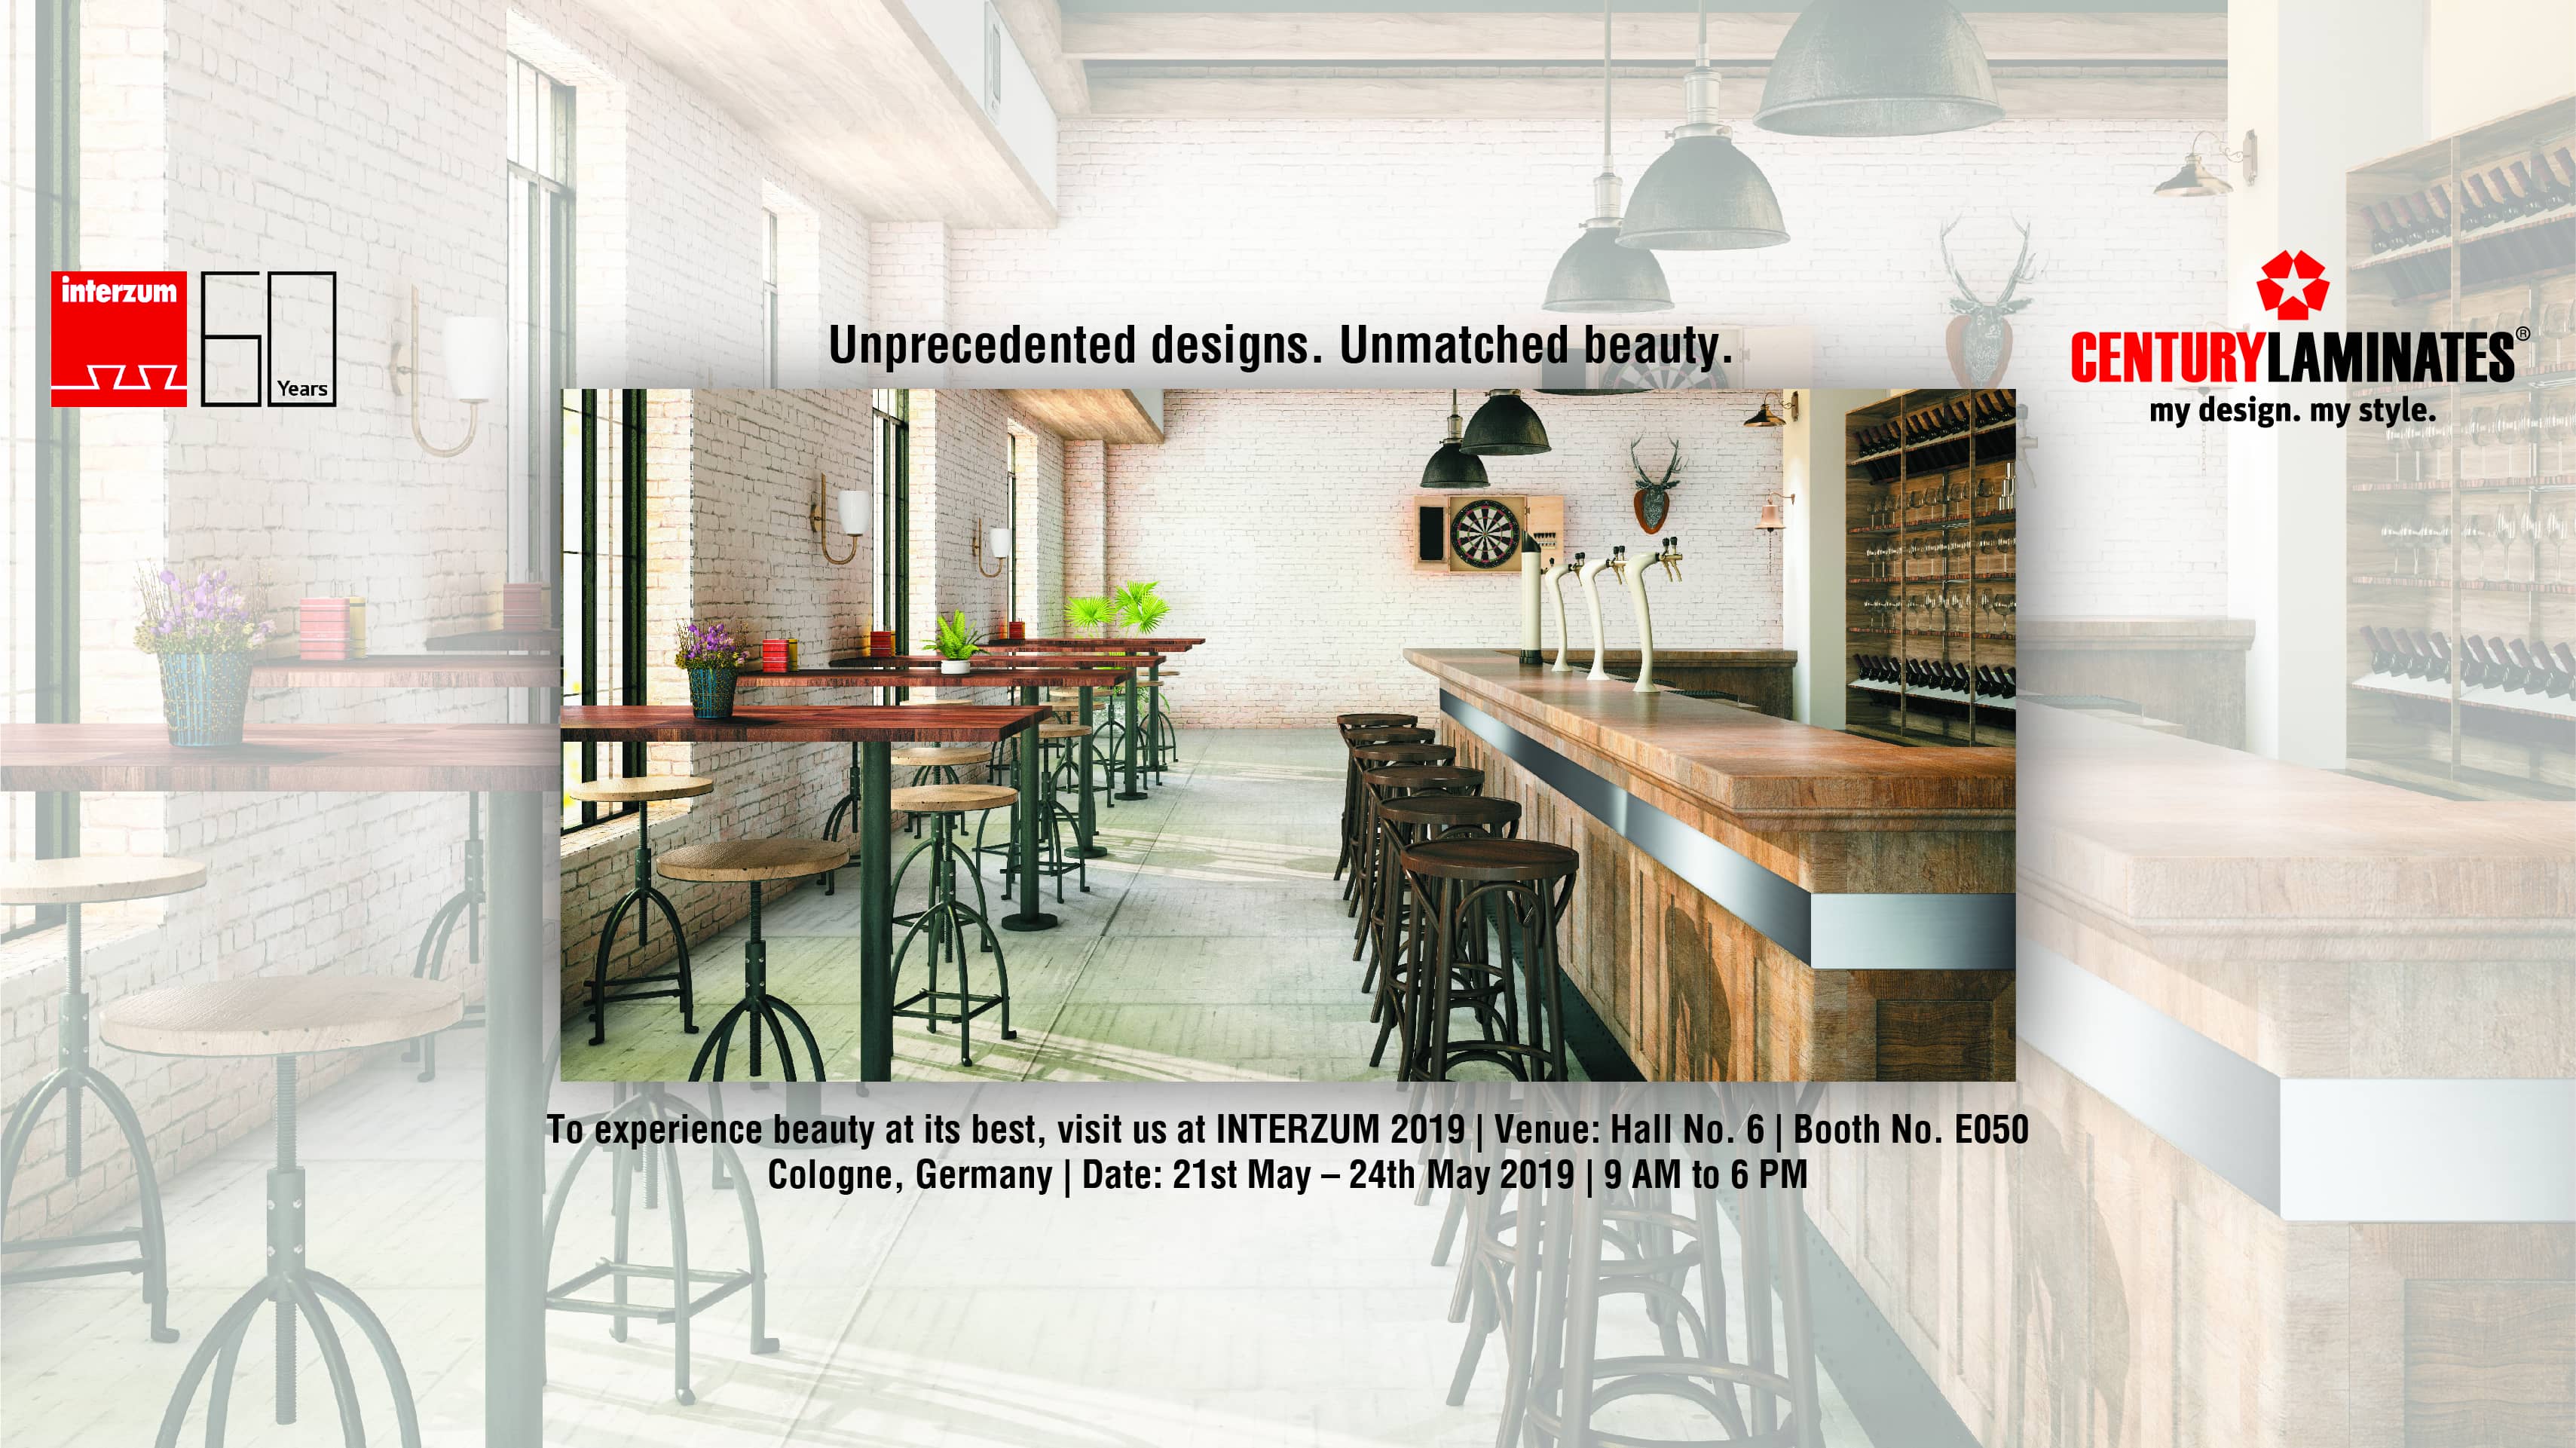 interzum
60
Years
CENTURYLAMINATES®
my design. my style.
Unprecedented designs. Unmatched beauty.
To experience beauty at its best, visit us at INTERZUM 2019 | Venue: Hall No. 6 | Booth No. E050
Cologne, Germany | Date: 21st May – 24th May 2019 | 9 AM to 6 PM